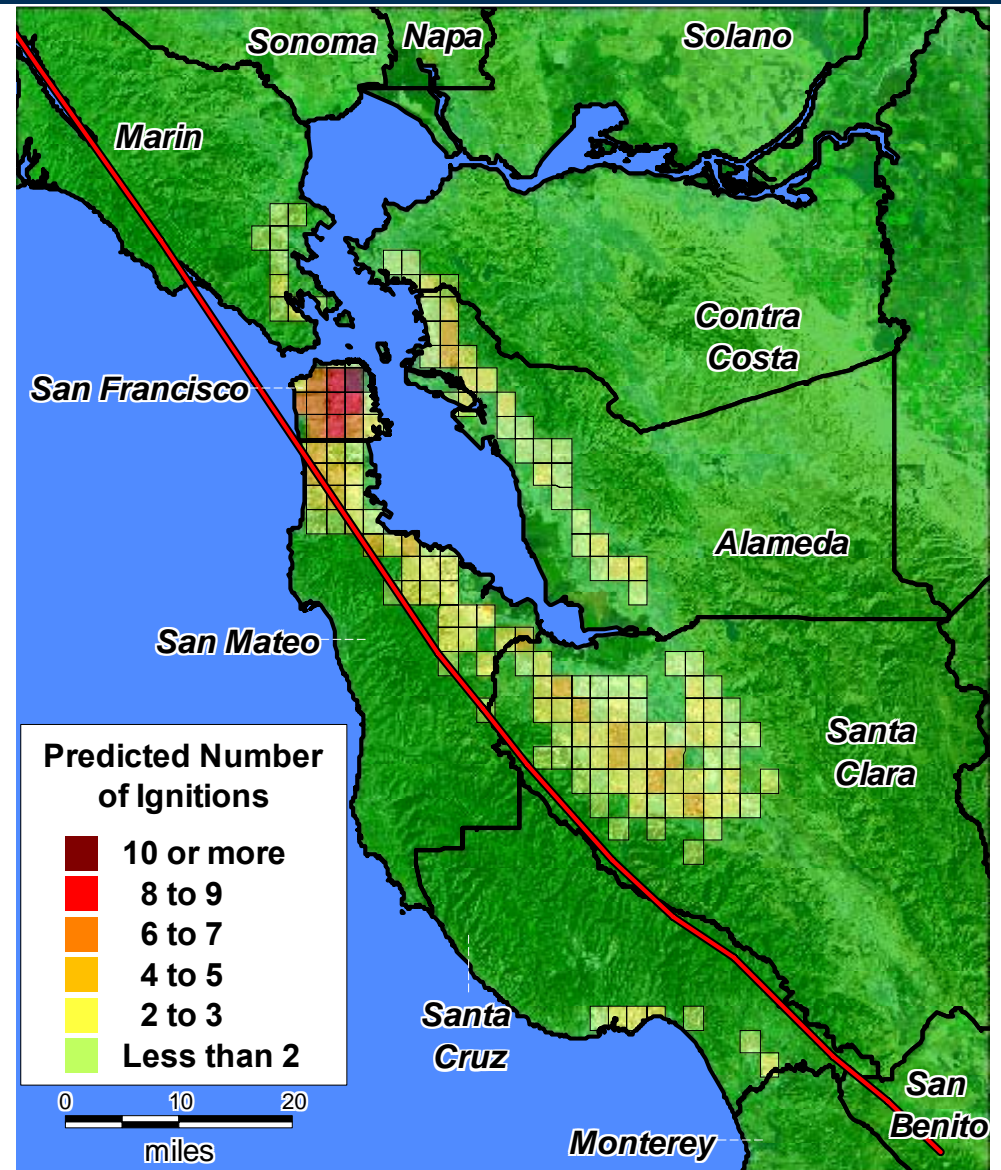 Sonoma
Napa
Solano
Marin
Contra
Costa
San Francisco
Alameda
San Mateo
Santa
Clara
Predicted Number
of Ignitions
10 or more
8 to 9
6 to 7
4 to 5
2 to 3
Less than 2
0 10 20
miles
Santa
Cruz
San
Benito
Monterey